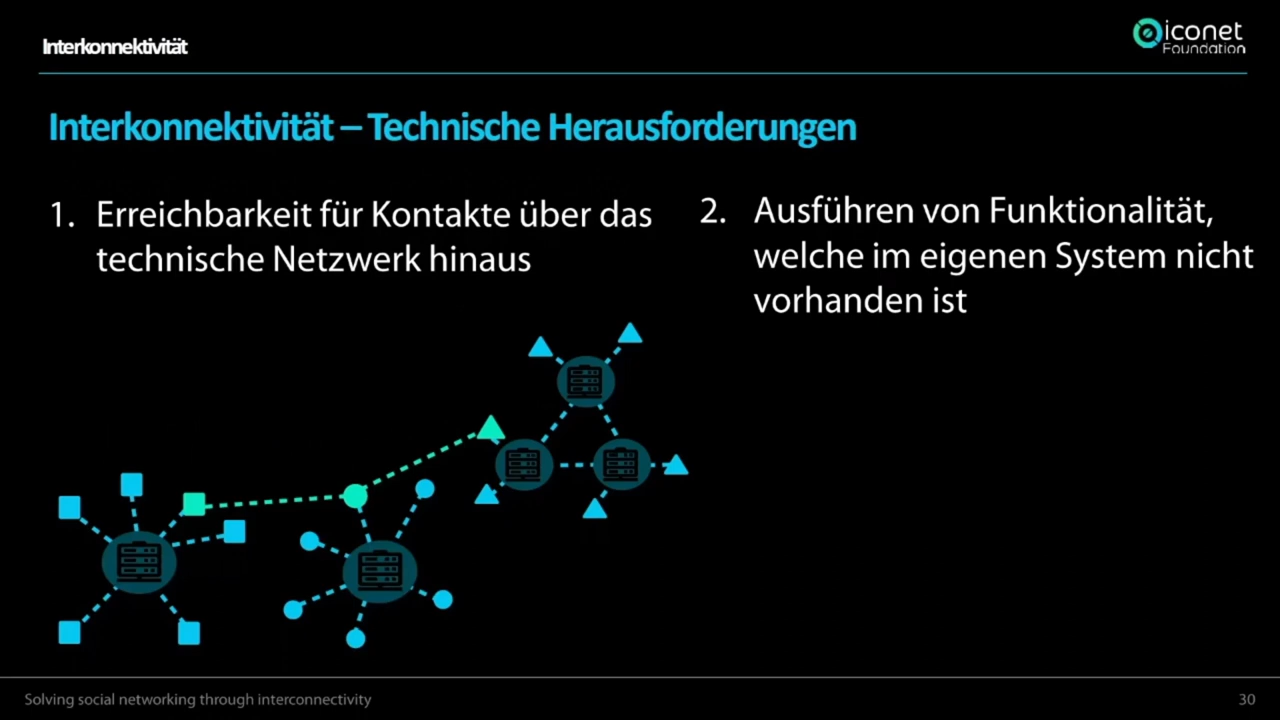 Interkonnektivität
iconet
Foundation
Interkonnektivität – Technische Herausforderungen
1. Erreichbarkeit für Kontakte über das
technische Netzwerk hinaus
2. Ausführen von Funktionalität,
welche im eigenen System nicht
vorhanden ist
Solving social networking through interconnectivity
30